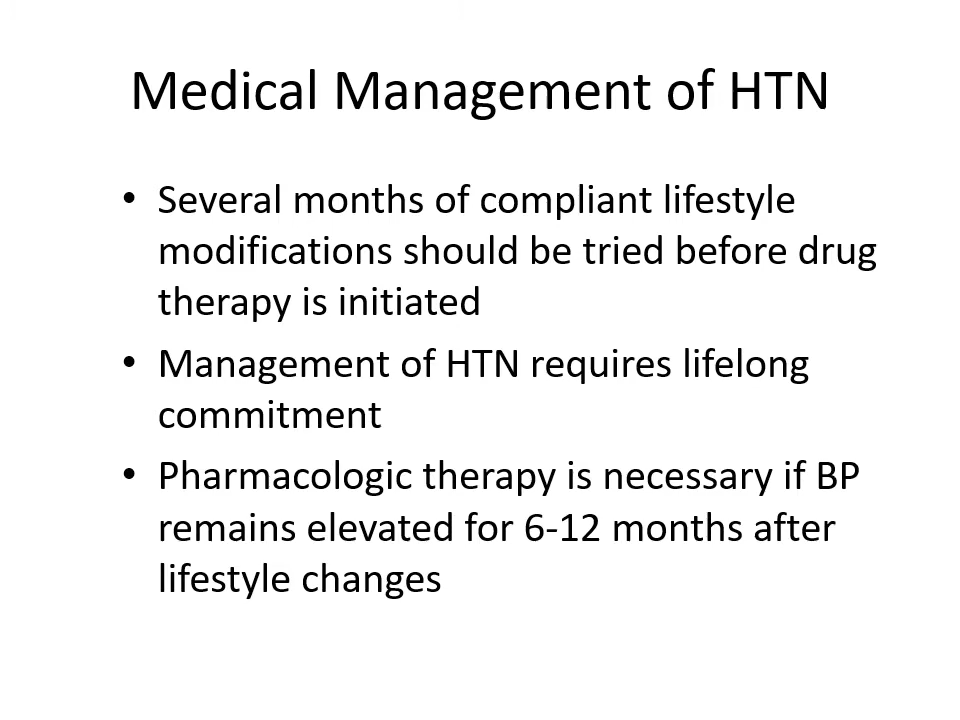 Medical Management of HTN
• Several months of compliant lifestyle
modifications should be tried before drug
therapy is initiated
• Management of HTN requires lifelong
commitment
• Pharmacologic therapy is necessary if BP
remains elevated for 6-12 months after
lifestyle changes